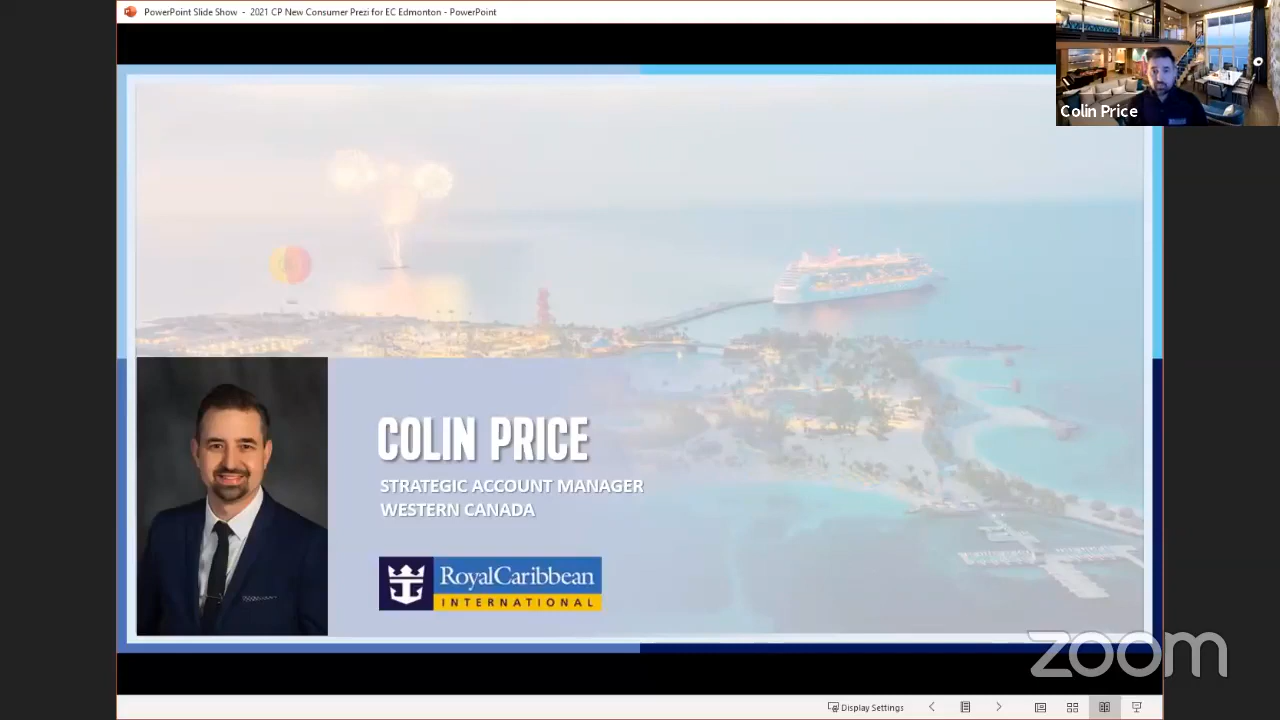 PowerPoint Slide Show - 2021 CP New Consumer Prezi for EC Edmonton - PowerPoint
Colin Price
COLIN PRICE
STRATEGIC ACCOUNT MANAGER
WESTERN CANADA
RoyalCaribbean
INTERNATIONAL
zoom
Display Settings